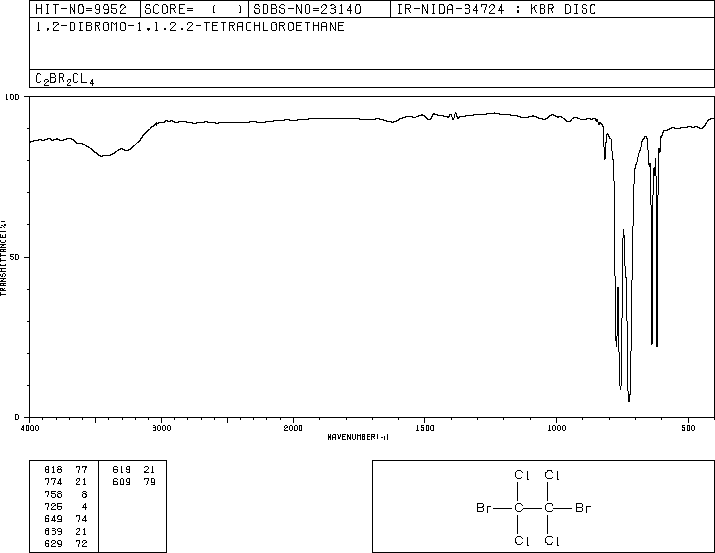 HIT-NO=9952 SCORE= ( ) SDBS-NO=23140 IR-NIDA-34724 : KBR DISC
1,2-DIBROMO-1,1,2,2-TETRACHLOROETHANE
C2BR2CL4
100
50
0
TRANSMITTANCE(%)
4000 3000 2000 1500 1000 500
WAVENUMBER(-1)
818 77 619 21
774 21 609 79
758 8
725 4
649 74
639 21
629 72
Cl Cl
Br C C Br
Cl Cl